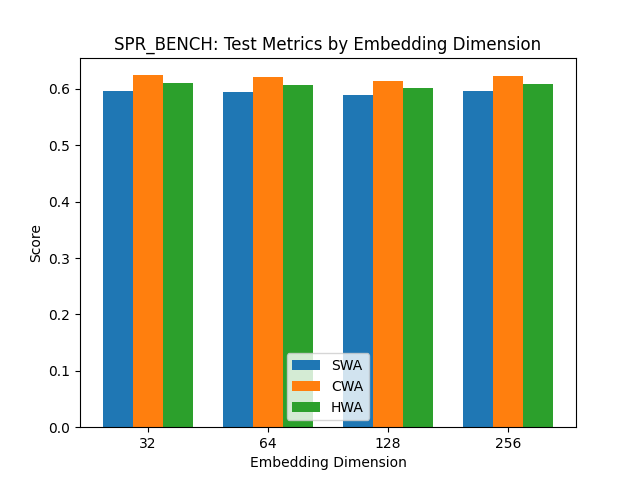 SPR_BENCH: Test Metrics by Embedding Dimension
Score
0.6
0.5
0.4
0.3
0.2
0.1
0.0
SWA
CWA
HWA
32 64 128 256
Embedding Dimension